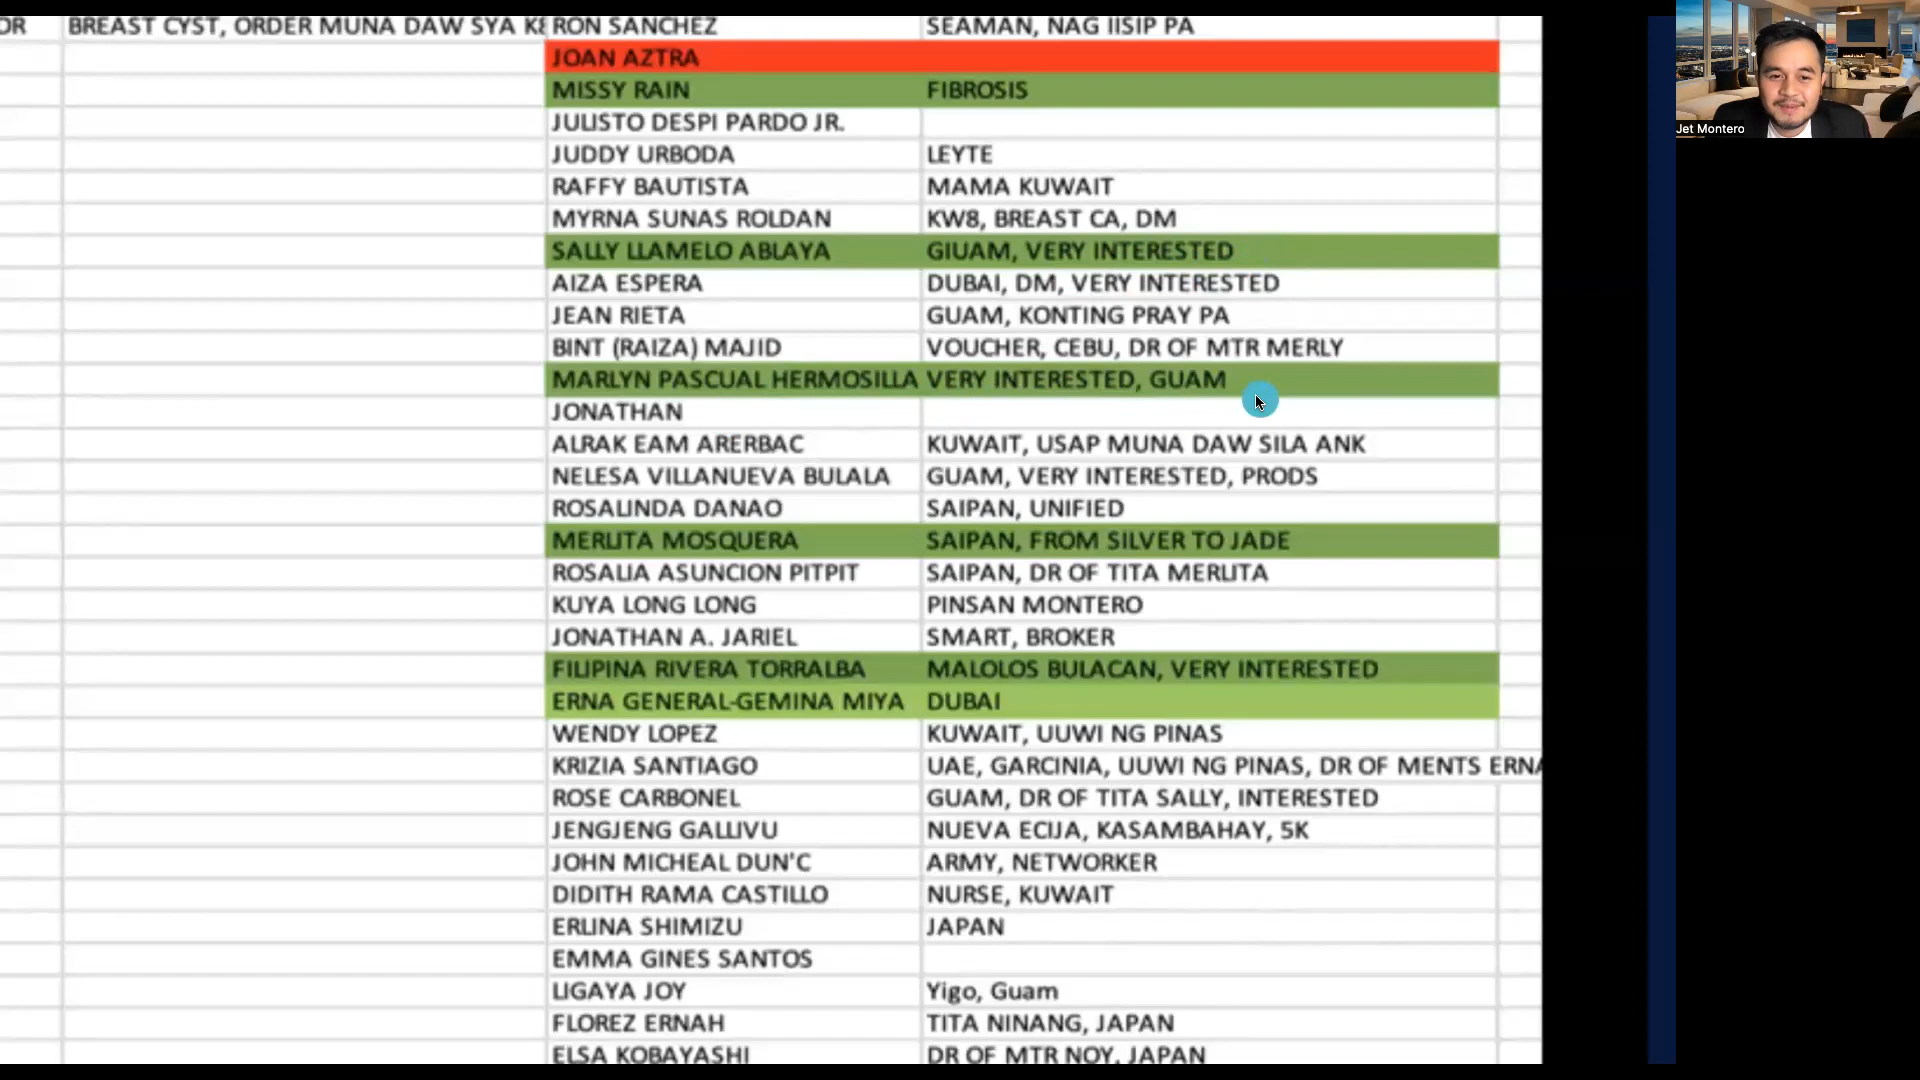 OR BREAST CYST, ORDER MUNA DAW SYA KE RON SANCHEZ SEAMAN, NAG IISIP PA
JOAN AZTRA
MISSY RAIN FIBROSIS
JULISTO DESPI PARDO JR.
JUDDY URBODA LEYTE
RAFFY BAUTISTA MAMA KUWAIT
MYRNA SUNAS ROLDAN KW8, BREAST CA, DM
SALLY LLAMELO ABLAYA GIUAM, VERY INTERESTED
AIZA ESPERA DUBAI, DM, VERY INTERESTED
JEAN RIETA GUAM, KONTING PRAY PA
BINT (RAIZA) MAJID VOUCHER, CEBU, DR OF MTR MERLY
MARLYN PASCUAL HERMOSILLA VERY INTERESTED, GUAM
JONATHAN
ALRAK EAM ARERBAC KUWAIT, USAP MUNA DAW SILA ANK
NELESA VILLANUEVA BULALA GUAM, VERY INTERESTED, PRODS
ROSALINDA DANAO SAIPAN, UNIFIED
MERLITA MOSQUERA SAIPAN, FROM SILVER TO JADE
ROSALIA ASUNCION PITPIT SAIPAN, DR OF TITA MERLITA
KUYA LONG LONG PINSAN MONTERO
JONATHAN A. JARIEL SMART, BROKER
FILIPINA RIVERA TORRALBA MALOLOS BULACAN, VERY INTERESTED
ERNA GENERAL-GEMINA MIYA DUBAI
WENDY LOPEZ KUWAIT, UUWI NG PINAS
KRIZIA SANTIAGO UAE, GARCINIA, UUWI NG PINAS, DR OF MENTS ERNA
ROSE CARBONEL GUAM, DR OF TITA SALLY, INTERESTED
JENGJENG GALLIVU NUEVA ECIJA, KASAMBAHAY, 5K
JOHN MICHEAL DUN'C ARMY, NETWORKER
DIDITH RAMA CASTILLO NURSE, KUWAIT
ERLINA SHIMIZU JAPAN
EMMA GINES SANTOS
LIGAYA JOY Yigo, Guam
FLOREZ ERNAH TITA NINANG, JAPAN
ELSA KOBAYASHI DR OF MTR NOY, JAPAN
Jet Montero